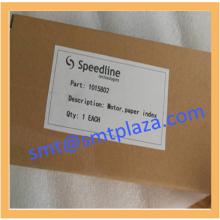 Speedline
technologies
Part: 1015802
Description: Motor,paper index
Qty: 1 EACH
smt@smtplaza.com